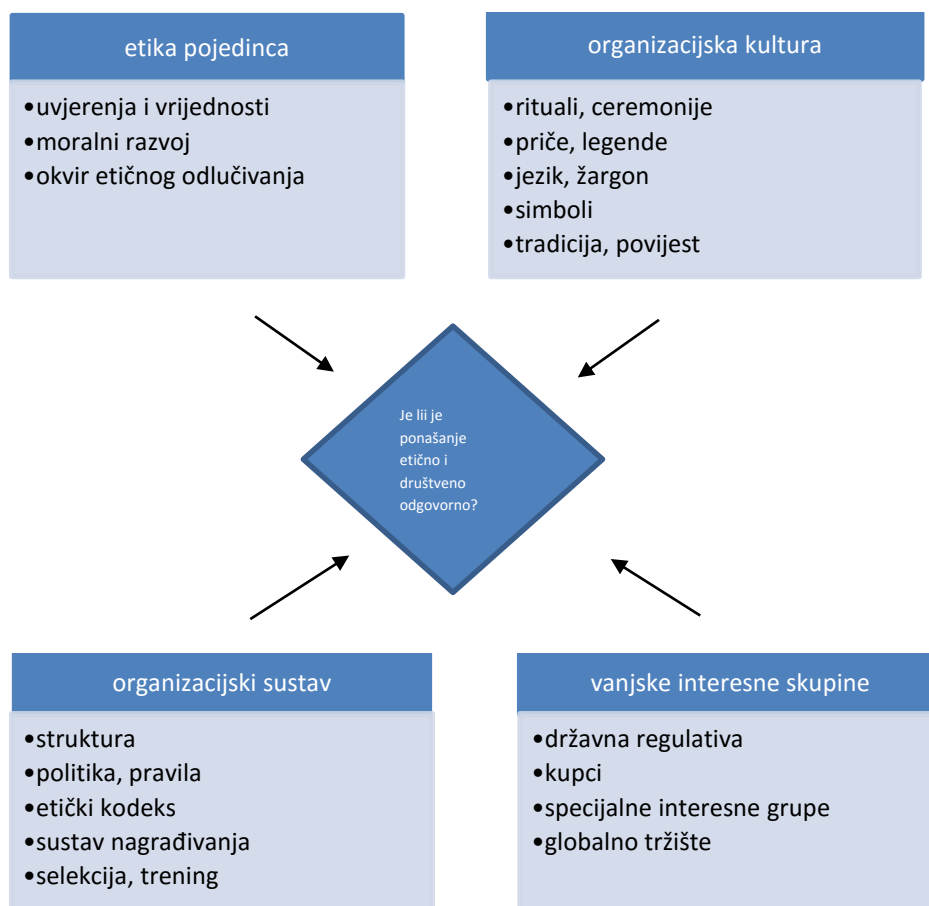 etika pojedinca
•uvjerenja i vrijednosti
•moralni razvoj
•okvir etičnog odlučivanja
organizacijska kultura
•rituali, ceremonije
•priče, legende
•jezik, žargon
•simboli
•tradicija, povijest
Je lii je
ponašanje
etično i
društveno
odgovorno?
organizacijski sustav
•struktura
•politika, pravila
•etički kodeks
•sustav nagrađivanja
•selekcija, trening
vanjske interesne skupine
•državna regulativa
•kupci
•specijalne interesne grupe
•globalno tržište